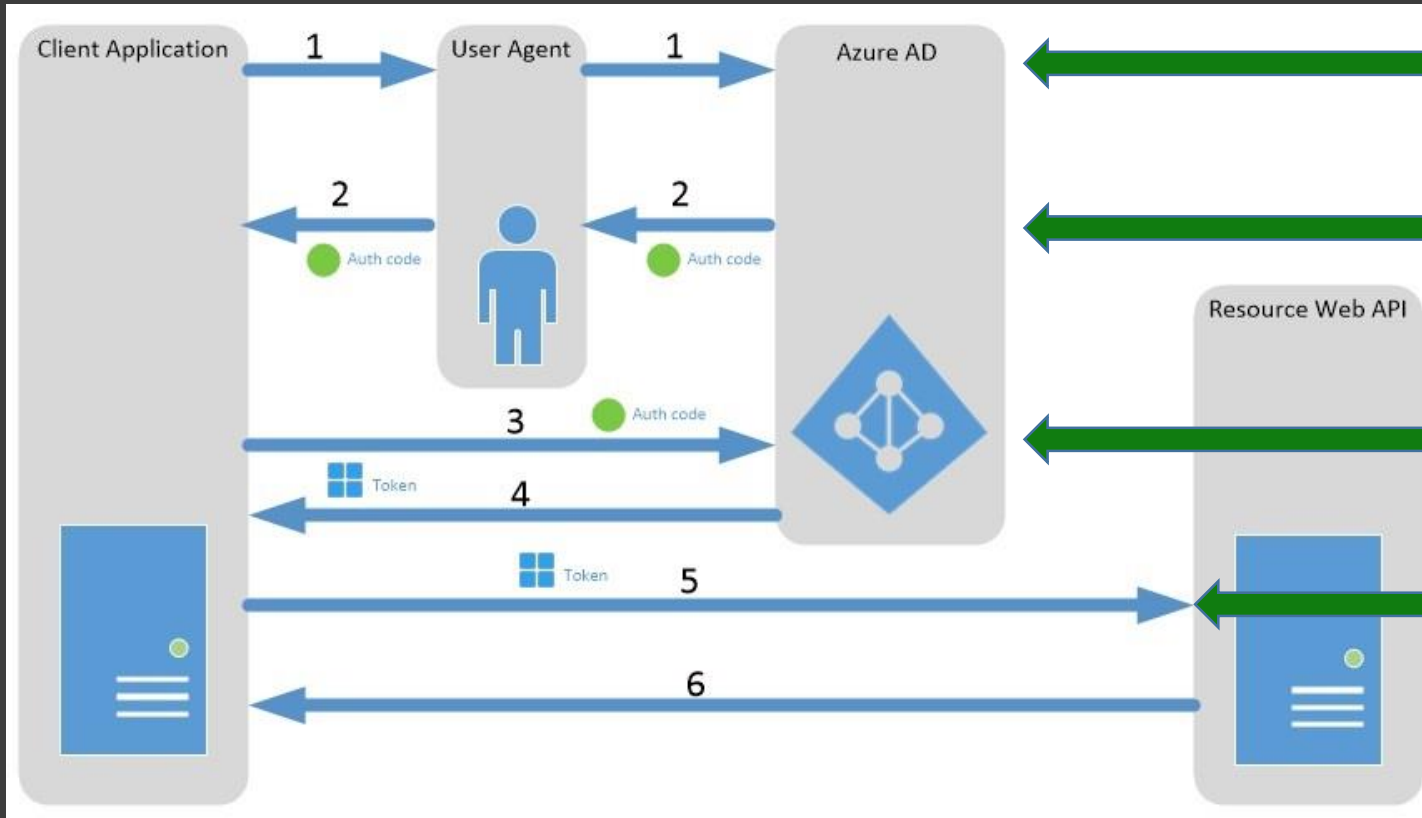 Client Application
1
User Agent
1
Azure AD
2
2
Auth code
Auth code
Resource Web API
3
Auth code
Token
4
Token
5
6